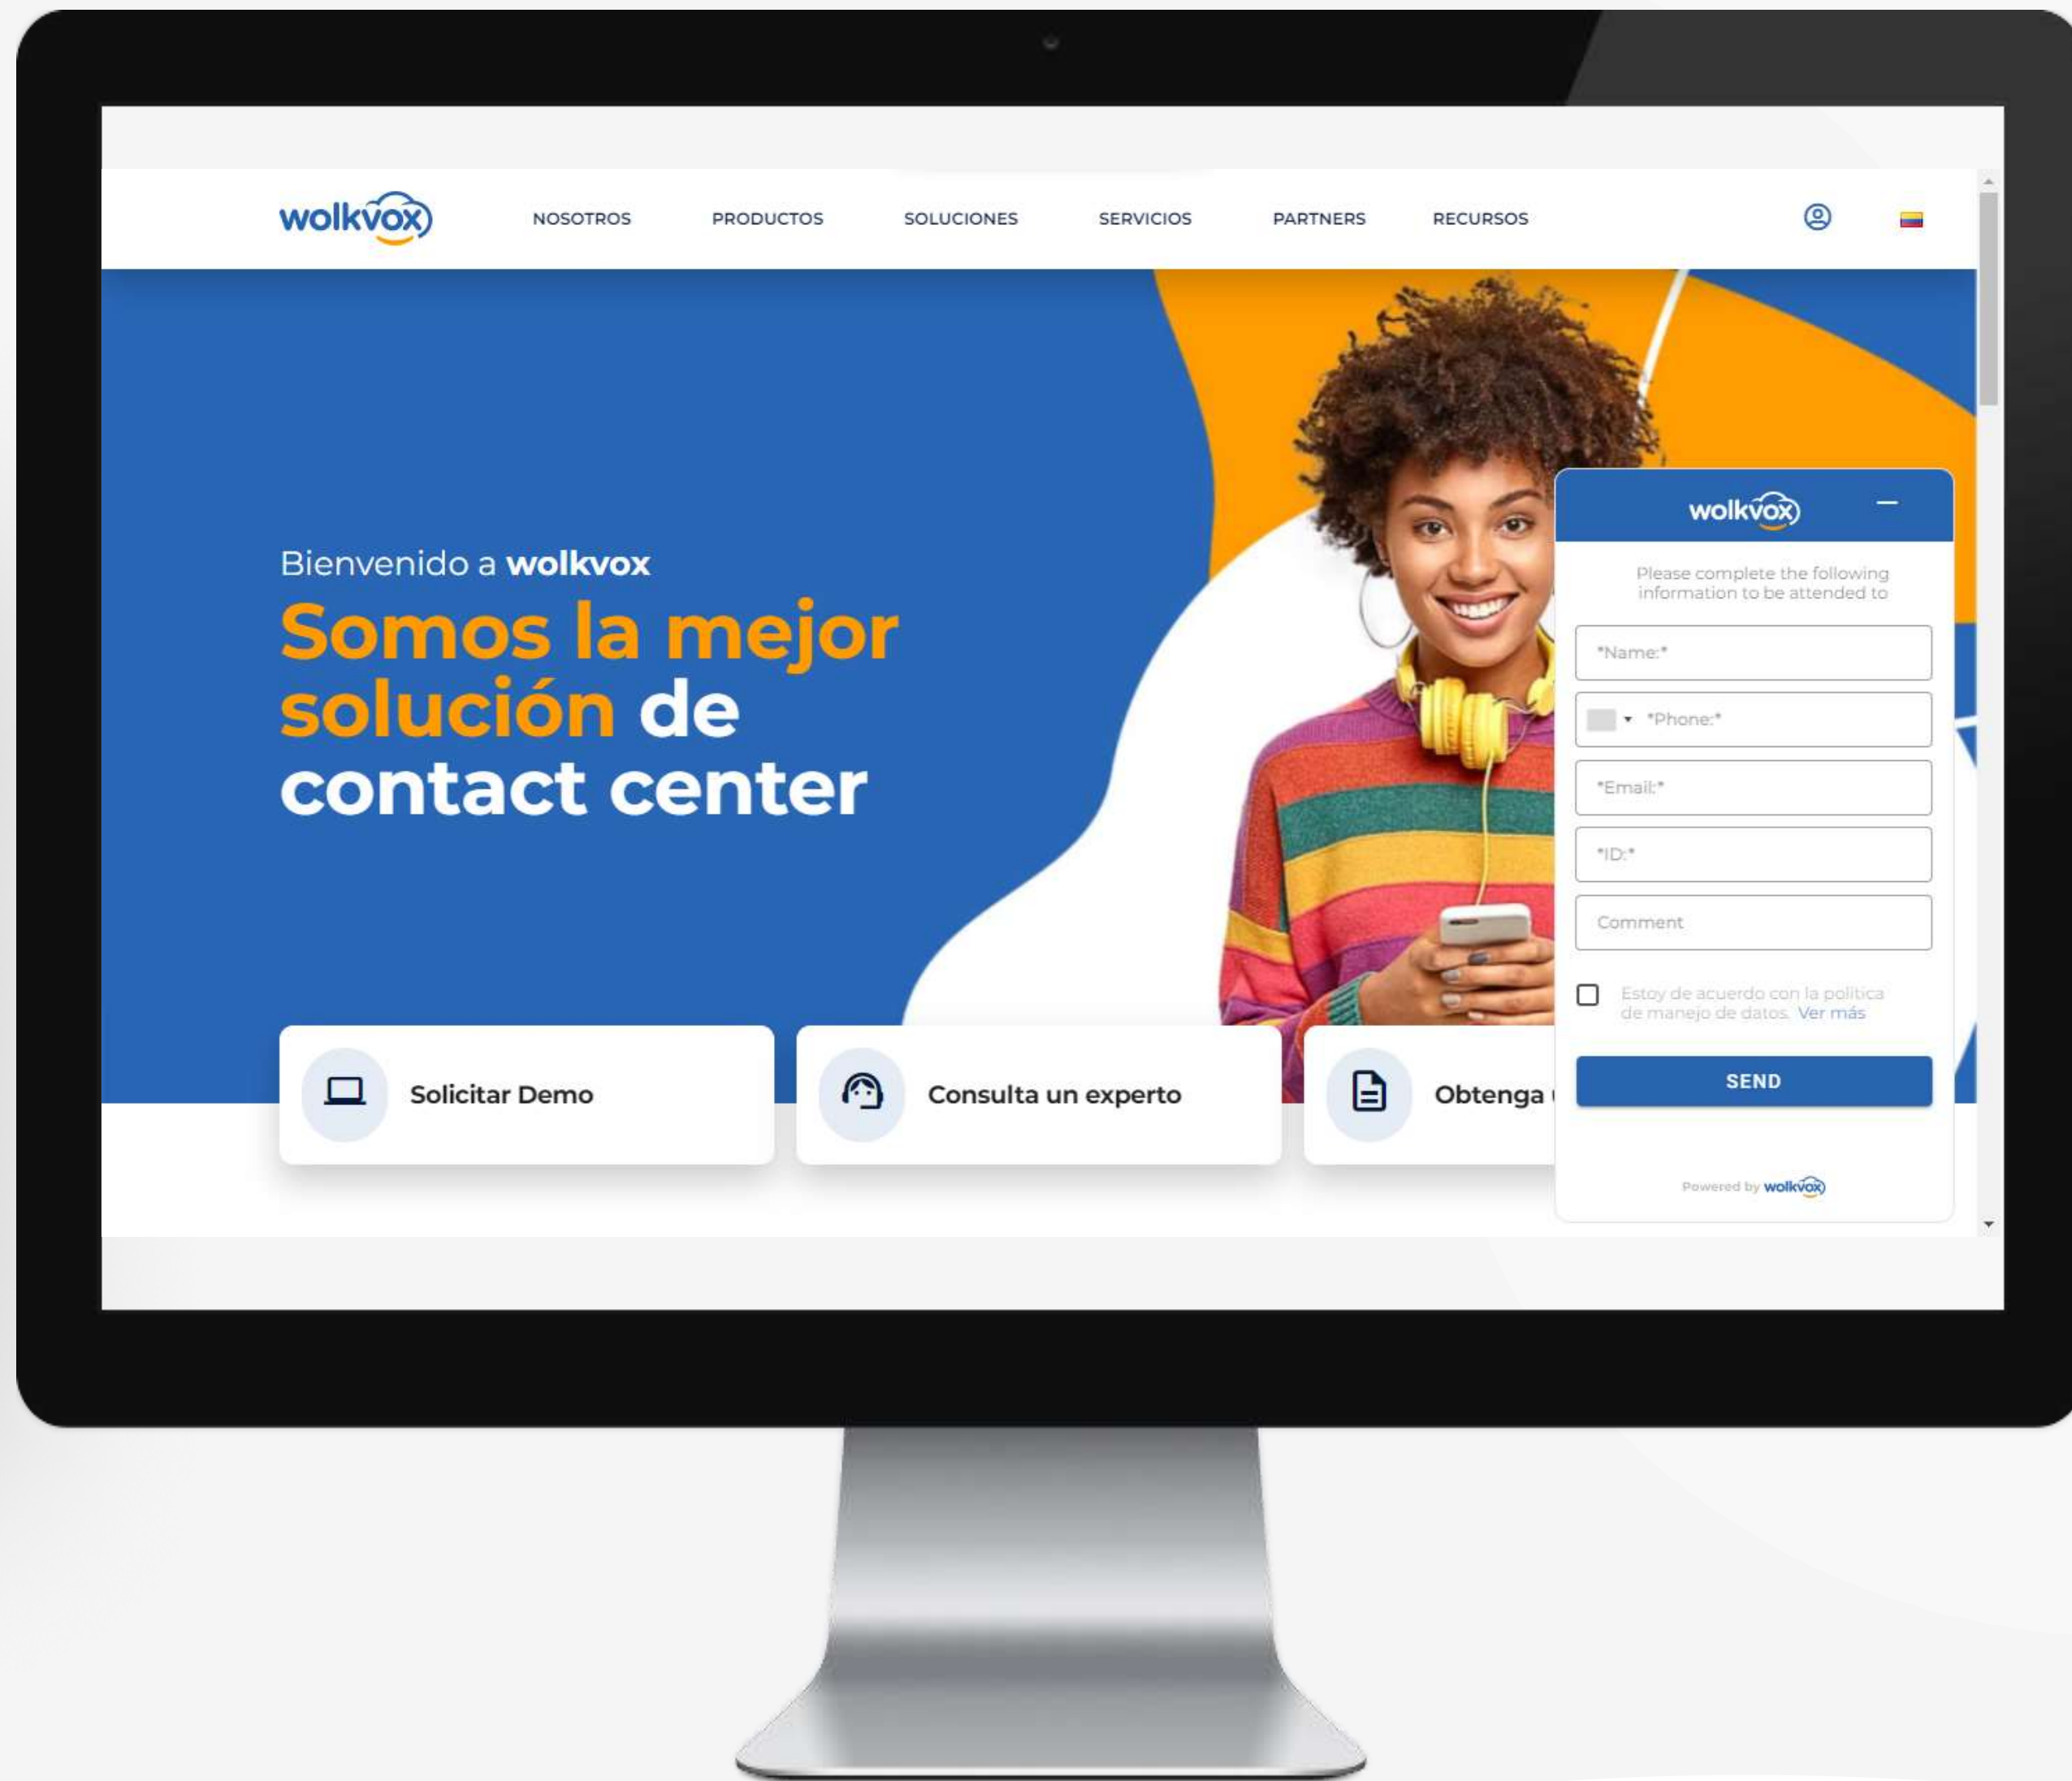 wolkvox
NOSOTROS
PRODUCTOS
SOLUCIONES
SERVICIOS
PARTNERS
RECURSOS
Bienvenido a wolkvox
Somos la mejor
solución de
contact center
Solicitar Demo
Consulta un experto
Obtenga
wolkvox
Please complete the following
information to be attended to
*Name:*
*Phone:*
*Email:*
*ID:*
Comment
Estoy de acuerdo con la política
de manejo de datos. Ver más
SEND
Powered by wolkvox